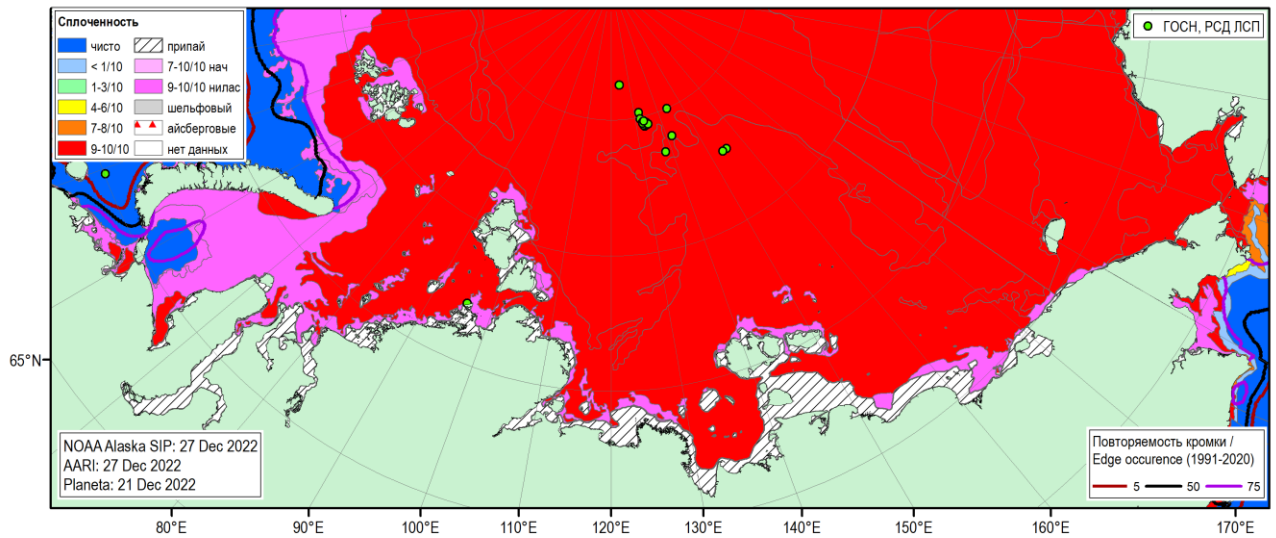 Сплоченность
чисто
припай
< 1/10
7-10/10 нач
1-3/10
9-10/10 нилас
4-6/10
шельфовый
7-8/10
айсберговые
9-10/10
нет данных
ГОСН, РСД ЛСП
65°N
NOAA Alaska SIP: 27 Dec 2022
AARI: 27 Dec 2022
Planeta: 21 Dec 2022
Повторяемость кромки /
Edge occurence (1991-2020)
5 50 75
80°E 90°E 100°E 110°E 120°E 130°E 140°E 150°E 160°E 170°E